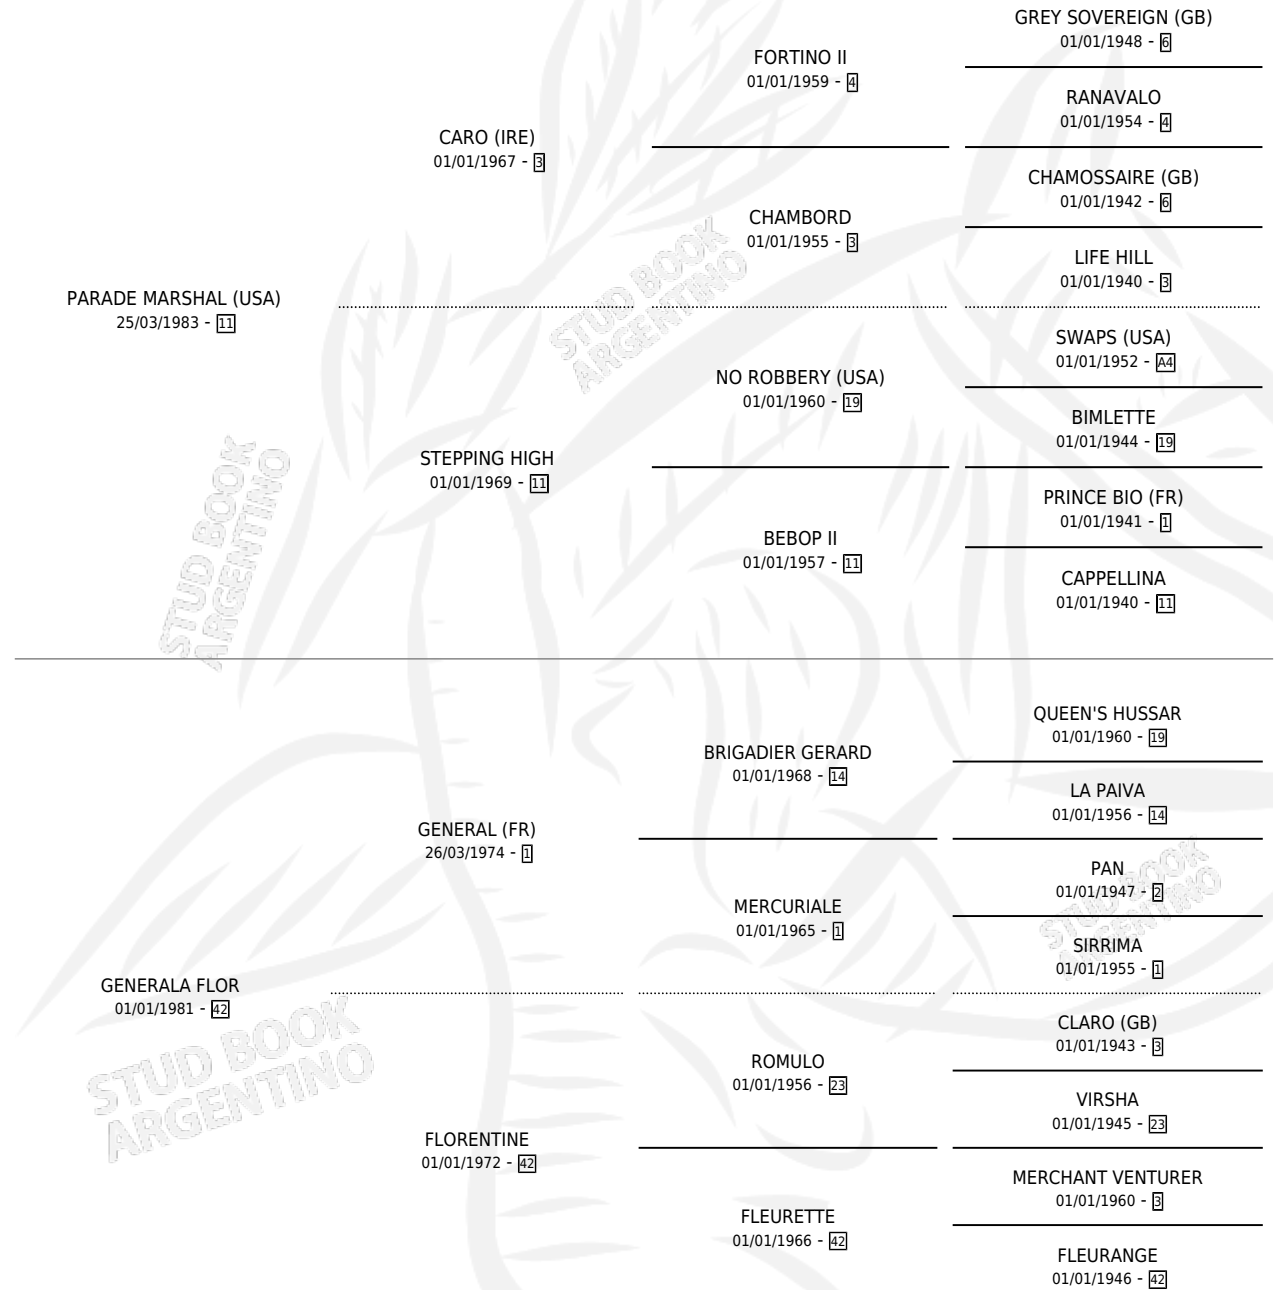 GREY SOVEREIGN (GB)
01/01/1948 - 6
FORTINO II
01/01/1959 - 4
RANAVALO
01/01/1954 - 4
CARO (IRE)
01/01/1967 - 3
CHAMOSSAIRE (GB)
01/01/1942 - 6
CHAMBORD
01/01/1955 - 3
LIFE HILL
01/01/1940 - 3
PARADE MARSHAL (USA)
25/03/1983 - 11
STUD BOOK
ARGENTINO
SWAPS (USA)
01/01/1952 - A4
NO ROBBERY (USA)
01/01/1960 - 19
BIMLETTE
01/01/1944 - 19
STEPPING HIGH
01/01/1969 - 11
PRINCE BIO (FR)
01/01/1941 - 1
BEBOP II
01/01/1957 - 11
CAPPELLINA
01/01/1940 - 11
STUD BOOK
ARGENTINO
QUEEN'S HUSSAR
01/01/1960 - 19
BRIGADIER GERARD
01/01/1968 - 14
LA PAIVA
01/01/1956 - 14
GENERAL (FR)
26/03/1974 - 1
PAN
01/01/1947 - 2
MERCURIALE
01/01/1965 - 1
SIRRIMA
01/01/1955 - 1
STUD BOOK
ARGENTINO
GENERALA FLOR
01/01/1981 - 42
CLARO (GB)
01/01/1943 - 3
ROMULO
01/01/1956 - 23
VIRSHA
01/01/1945 - 23
STUD BOOK
ARGENTINO
FLORENTINE
01/01/1972 - 42
MERCHANT VENTURER
01/01/1960 - 3
FLEURETTE
01/01/1966 - 42
FLEURANGE
01/01/1946 - 42